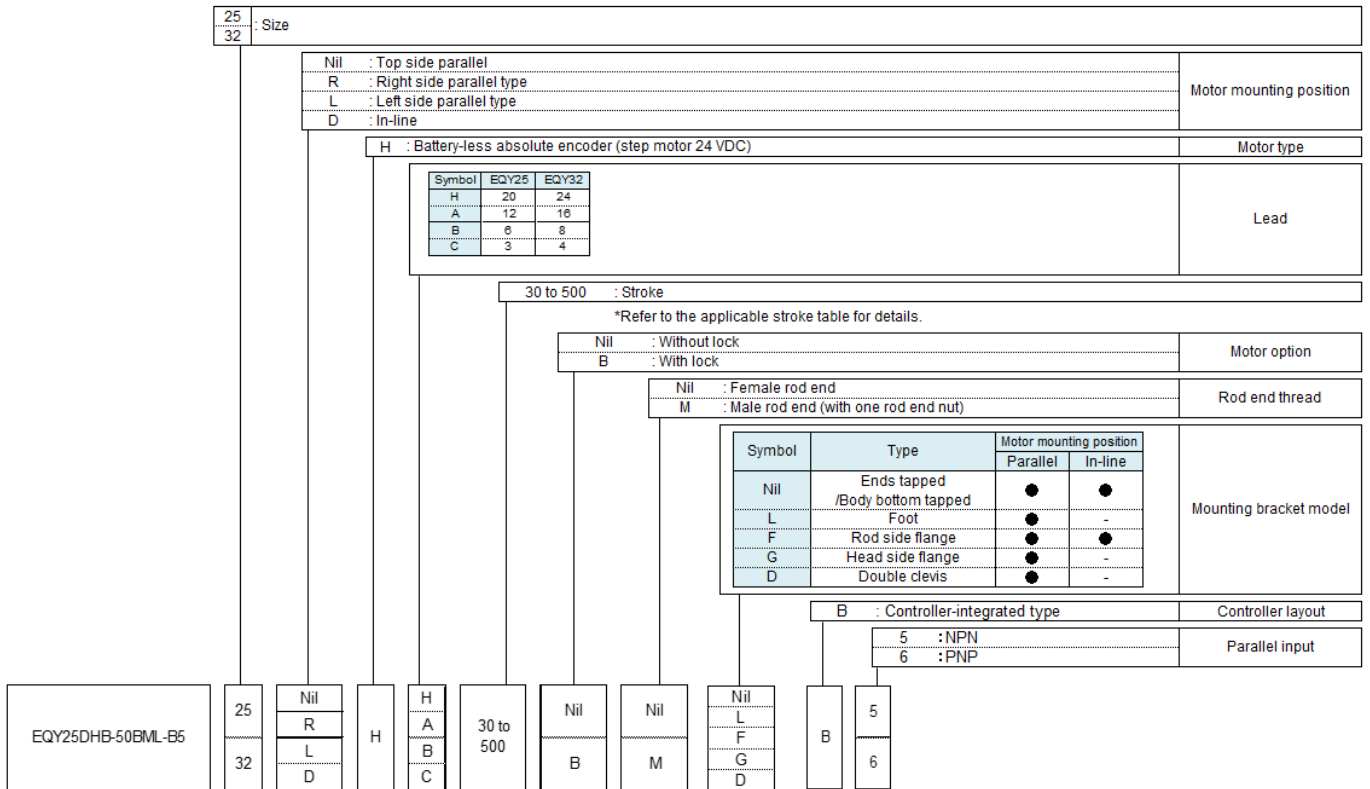 25
32
: Size
Nil : Top side parallel
R : Right side parallel type
L : Left side parallel type
D : In-line
Motor mounting position
H : Battery-less absolute encoder (step motor 24 VDC)
Motor type
Symbol EQY25 EQY32
H 20 24
A 12 16
B 6 8
C 3 4
Lead
30 to 500 : Stroke
*Refer to the applicable stroke table for details.
Nil : Without lock
B : With lock
Motor option
Nil : Female rod end
M : Male rod end (with one rod end nut)
Rod end thread
Symbol Type Motor mounting position
Parallel In-line
Nil Ends tapped
/Body bottom tapped ● ●
L Foot ● -
F Rod side flange ● ●
G Head side flange ● -
D Double clevis ● -
Mounting bracket model
B : Controller-integrated type
Controller layout
5 : NPN
6 : PNP
Parallel input
EQY25DHB-50BML-B5
25
32
Nil
R
L
D
H
H
A
B
C
30 to
500
Nil
B
Nil
M
Nil
L
F
G
D
B
5
6